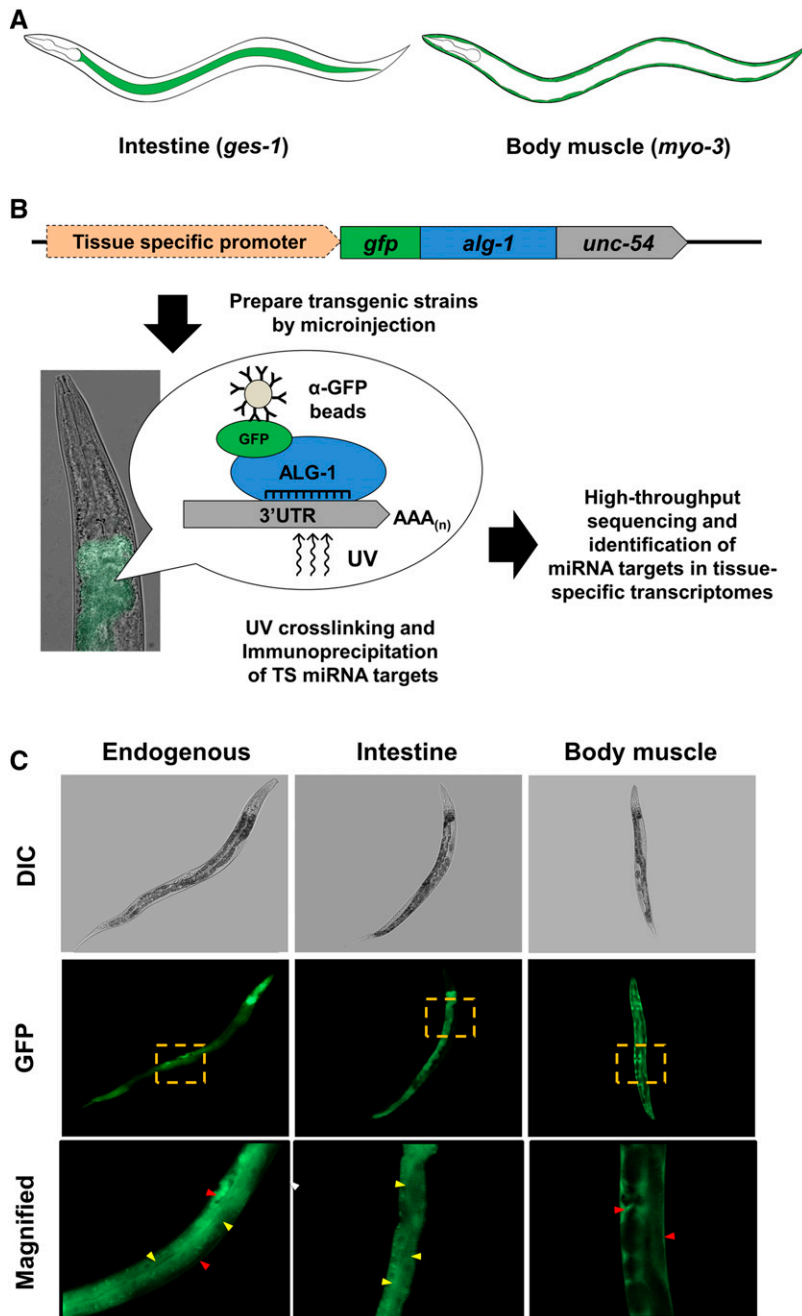 A
Intestine (ges-1)
Body muscle (myo-3)
B
Tissue specific promoter
gfp
alg-1
unc-54
Prepare transgenic strains
by microinjection
α-GFP
beads
GFP
ALG-1
3'UTR
AAA(n)
UV
UV crosslinking and
Immunoprecipitation
of TS miRNA targets
High-throughput
sequencing and
identification of
miRNA targets in tissue-
specific transcriptomes
C
Endogenous
Intestine
Body muscle
DIC
GFP
Magnified